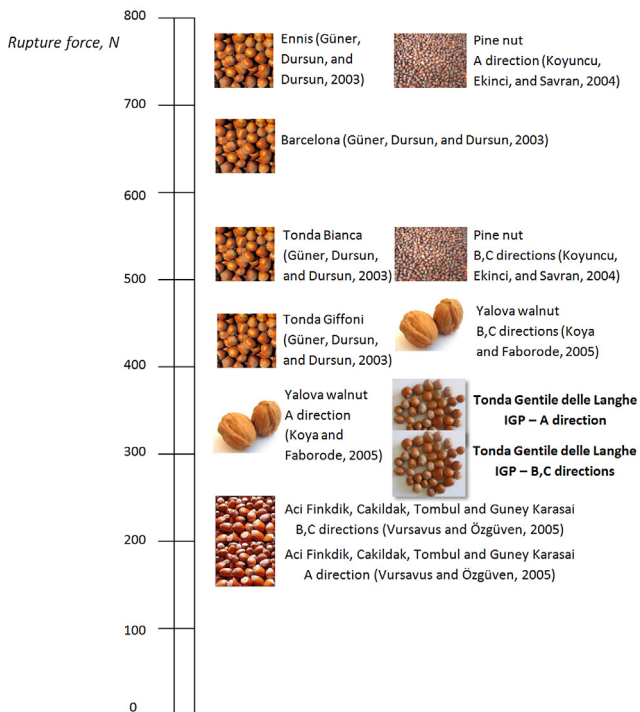 800
Rupture force, N
Ennis (Güner,
Dursun, and
Dursun, 2003)
Pine nut
A direction (Koyuncu,
Ekinci, and Savran, 2004)
700
Barcelona (Güner, Dursun, and Dursun, 2003)
600
Tonda Bianca
(Güner, Dursun,
and Dursun, 2003)
Pine nut
B,C directions (Koyuncu,
Ekinci, and Savran, 2004)
500
Tonda Giffoni
(Güner, Dursun,
and Dursun, 2003)
Yalova walnut
B,C directions (Koya
and Faborode, 2005)
400
Yalova walnut
A direction
(Koya and
Faborode, 2005)
Tonda Gentile delle Langhe
IGP – A direction
300
Tonda Gentile delle Langhe
IGP – B,C directions
Aci Finkdik, Cakildak, Tombul and Guney Karasai
B,C directions (Vursavus and Özgüven, 2005)
200
Aci Finkdik, Cakildak, Tombul and Guney Karasai
A direction (Vursavus and Özgüven, 2005)
100
0